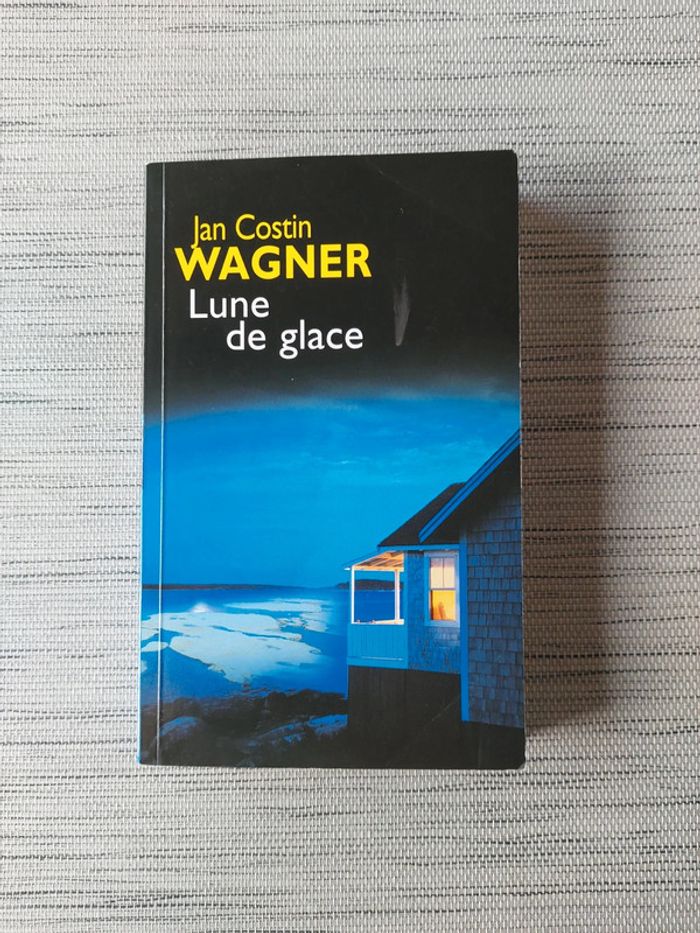 Jan Costin
WAGNER
Lune
de glace